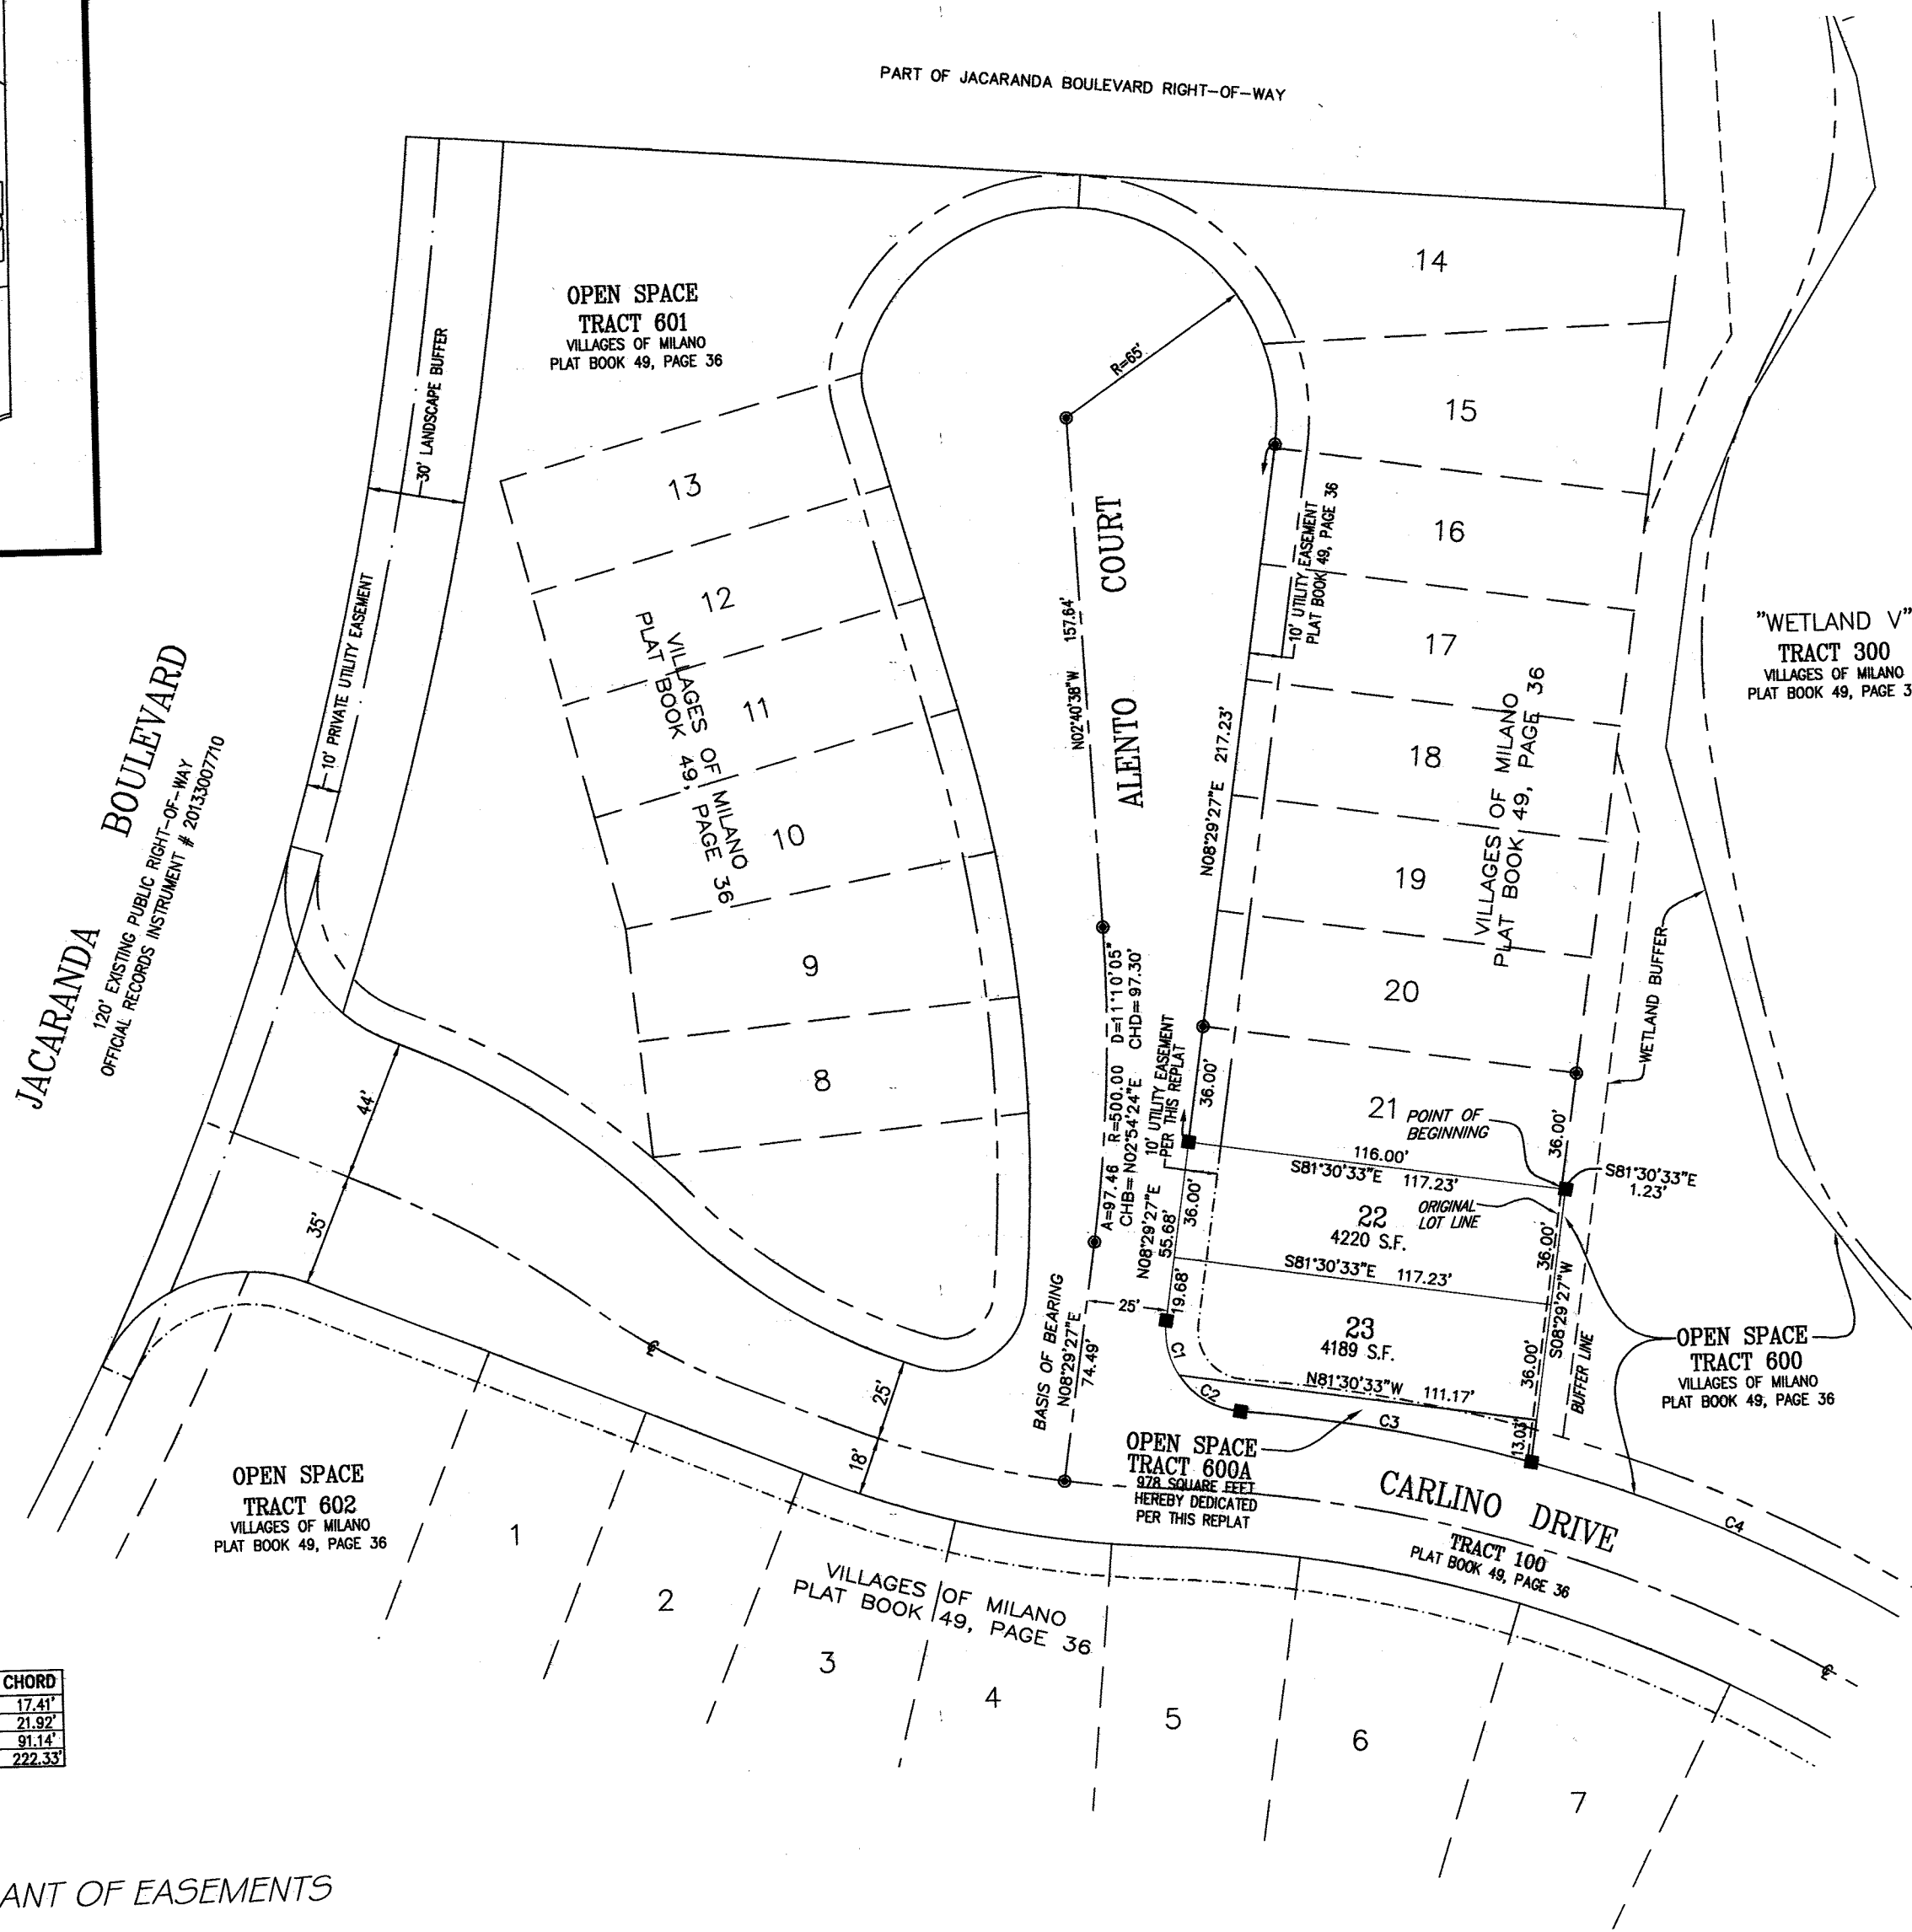 PART OF JACARANDA BOULEVARD RIGHT-OF-WAY
OPEN SPACE
TRACT 601
VILLAGES OF MILANO
PLAT BOOK 49, PAGE 36
30' LANDSCAPE BUFFER
10' PRIVATE UTILITY EASEMENT
JACARANDA BOULEVARD
120' EXISTING PUBLIC RIGHT-OF-WAY
OFFICIAL RECORDS INSTRUMENT # 20133007710
R=65'
14
15
16
17
18
19
20
21
13
12
11
10
9
8
VILLAGES OF MILANO
PLAT BOOK 49, PAGE 36
ALENTO COURT
N02°40'38"W 157.64'
10' UTILITY EASEMENT
PLAT BOOK 49, PAGE 36
N08°29'27"E 217.23'
VILLAGES OF MILANO
PLAT BOOK 49, PAGE 36
"WETLAND V"
TRACT 300
VILLAGES OF MILANO
PLAT BOOK 49, PAGE 3
WETLAND BUFFER
A=97.46 R=500.00 D=11°10'05"
CHB=N02°54'24"E CHD=97.30'
10' UTILITY EASEMENT
PER THIS REPLAT
36.00'
36.00'
POINT OF
BEGINNING
116.00'
S81°30'33"E 117.23'
S81°30'33"E
1.23'
ORIGINAL
LOT LINE
22
4220 S.F.
N08°29'27"E
55.68'
36.00'
36.00'
S81°30'33"E 117.23'
S08°29'27"W
19.68'
25'
23
4189 S.F.
36.00'
BUFFER LINE
N81°30'33"W 111.17'
C1
C2
C3
C4
13.03'
BASIS OF BEARING
N08°29'27"E
74.49'
OPEN SPACE
TRACT 600
VILLAGES OF MILANO
PLAT BOOK 49, PAGE 36
OPEN SPACE
TRACT 600A
978 SQUARE FEET
HEREBY DEDICATED
PER THIS REPLAT
CARLINO DRIVE
TRACT 100
PLAT BOOK 49, PAGE 36
44'
35'
25'
18'
OPEN SPACE
TRACT 602
VILLAGES OF MILANO
PLAT BOOK 49, PAGE 36
1
2
3
4
5
6
7
VILLAGES OF MILANO
PLAT BOOK 49, PAGE 36
CHORD
17.41'
21.92'
91.14'
222.33'
ANT OF EASEMENTS